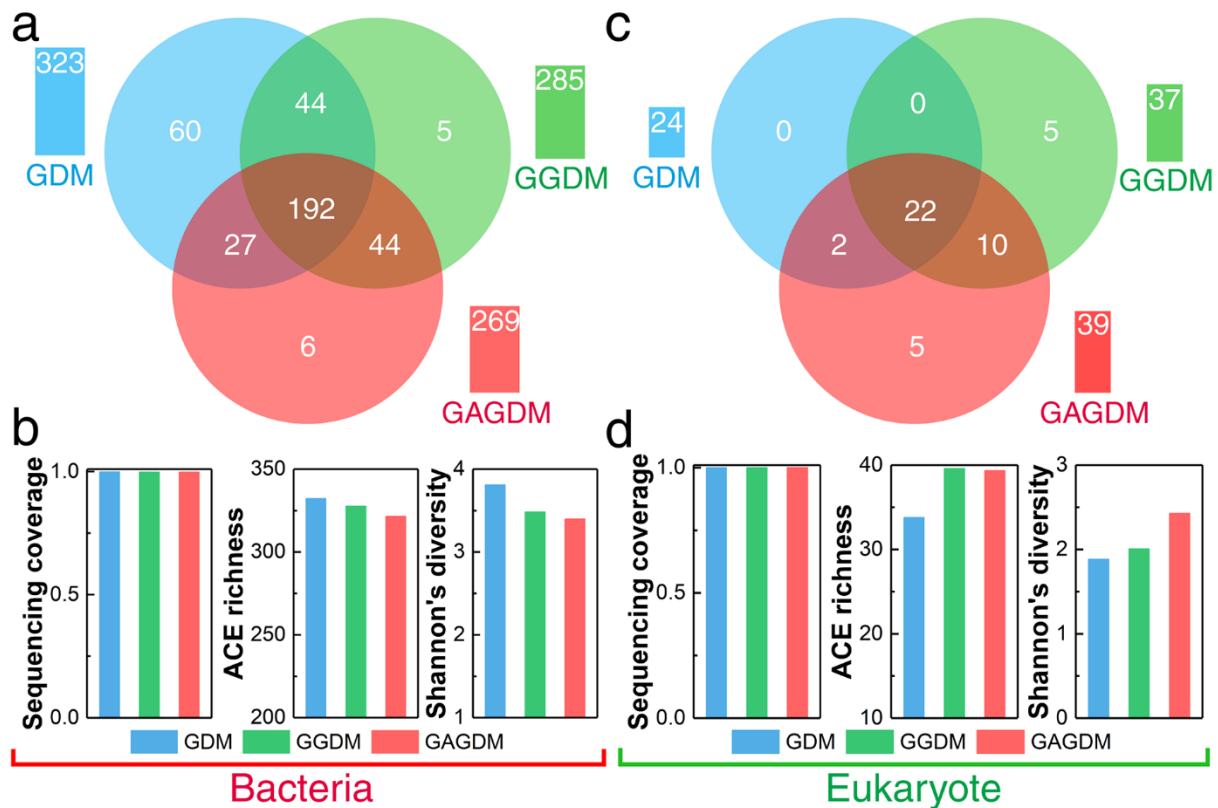 a
323
GDM
60
44
5
285
GGDM
192
27
44
6
269
GAGDM
c
24
GDM
0
0
5
37
GGDM
22
2
10
5
39
GAGDM
b
Sequencing coverage
1.0
0.5
0.0
ACE richness
350
300
250
200
Shannon's diversity
4
3
2
1
GDM GGDM GAGDM
Bacteria
d
Sequencing coverage
1.0
0.5
0.0
ACE richness
40
30
20
10
Shannon's diversity
3
2
1
0
GDM GGDM GAGDM
Eukaryote